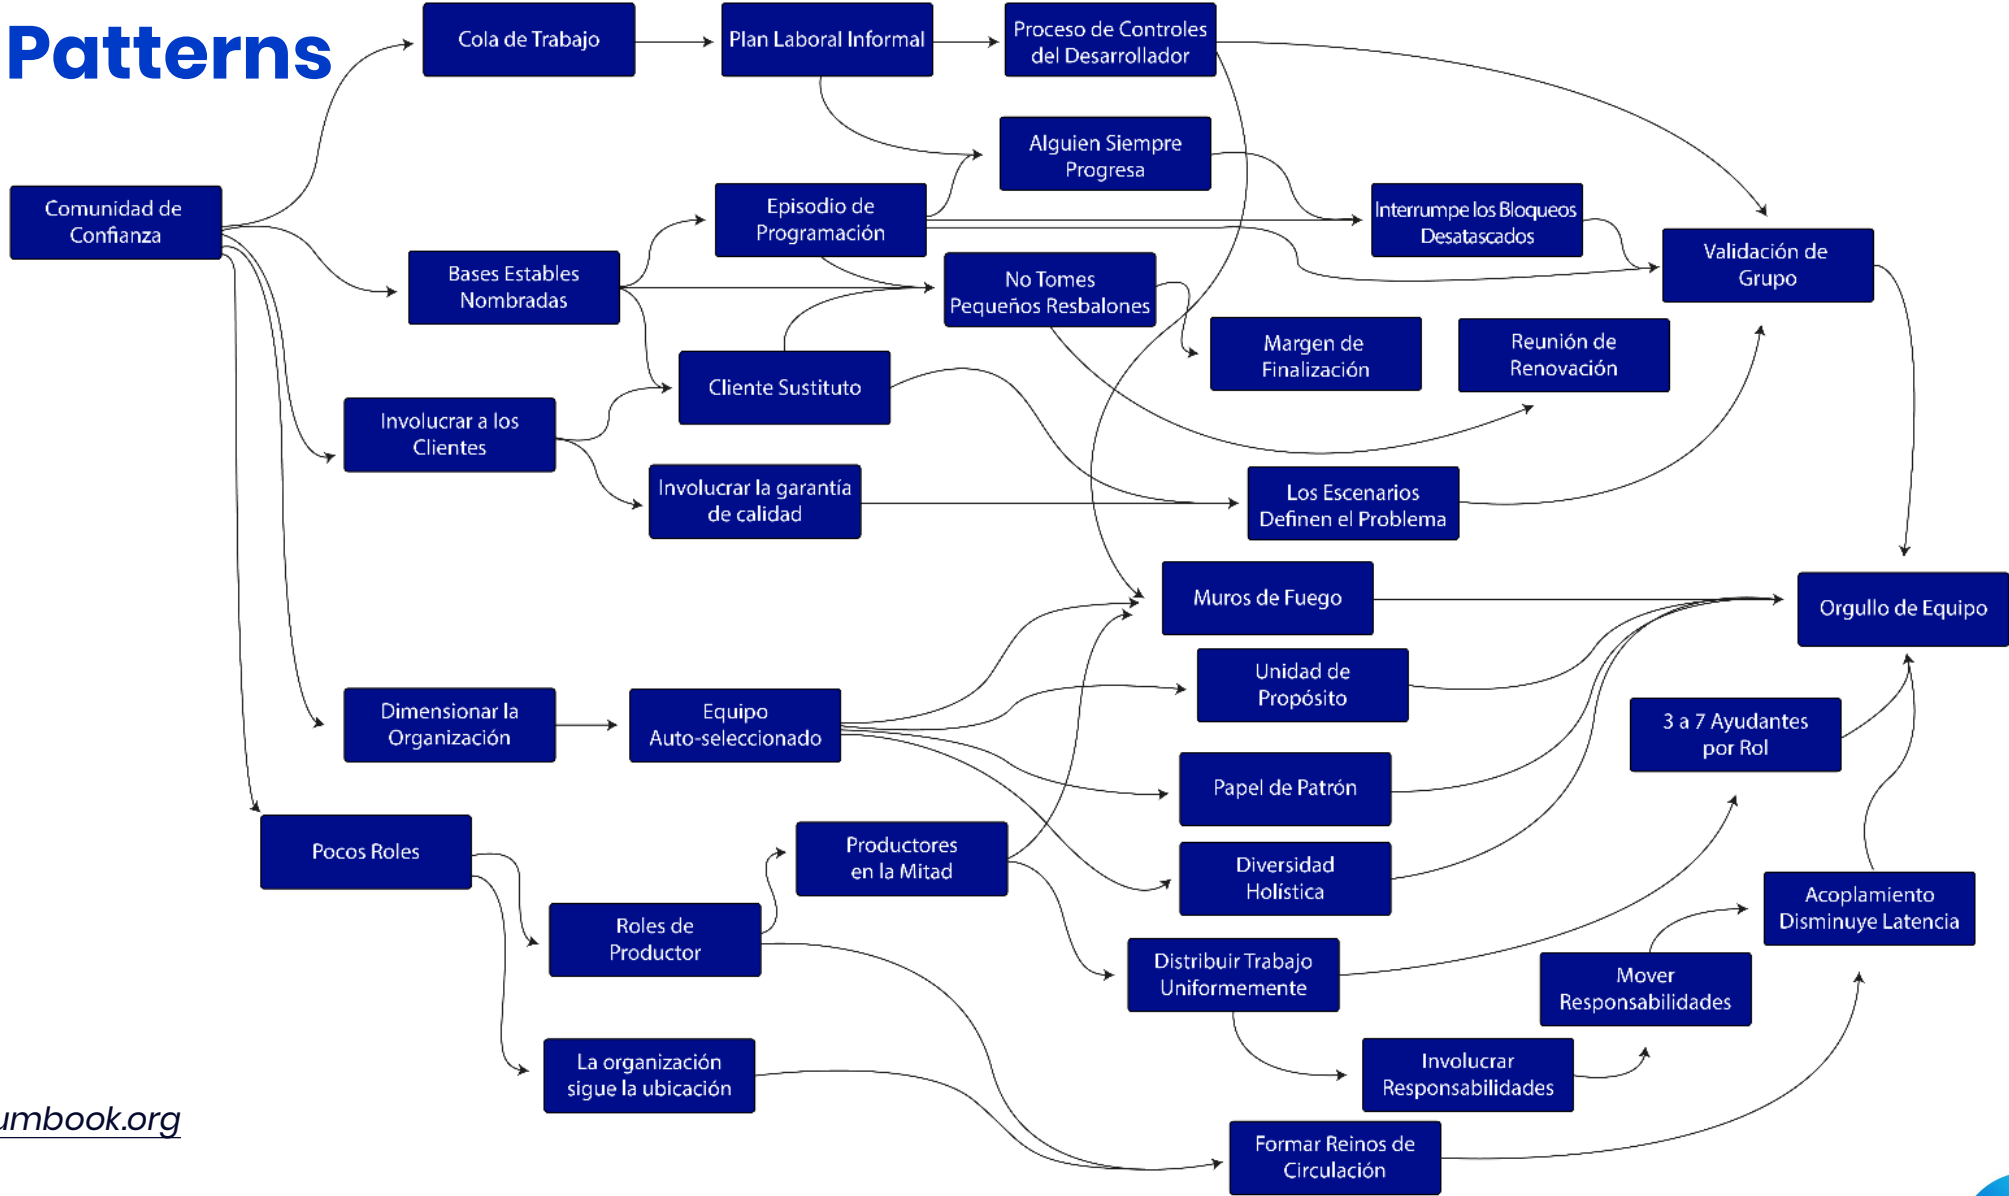 Patterns
Cola de Trabajo
Plan Laboral Informal
Proceso de Controles
del Desarrollador
Alguien Siempre
Progresa
Comunidad de
Confianza
Episodio de
Programación
Interrumpe los Bloqueos
Desatascados
Validación de
Grupo
Bases Estables
Nombradas
No Tomes
Pequeños Resbalones
Margen de
Finalización
Reunión de
Renovación
Cliente Sustituto
Involucrar a los
Clientes
Involucrar la garantía
de calidad
Los Escenarios
Definen el Problema
Muros de Fuego
Orgullo de Equipo
Unidad de
Propósito
Dimensionar la
Organización
Equipo
Auto-seleccionado
3 a 7 Ayudantes
por Rol
Papel de Patrón
Pocos Roles
Productores
en la Mitad
Diversidad
Holística
Acoplamiento
Disminuye Latencia
Roles de
Productor
Distribuir Trabajo
Uniformemente
Mover
Responsabilidades
La organización
sigue la ubicación
Involucrar
Responsabilidades
umbook.org
Formar Reinos de
Circulación